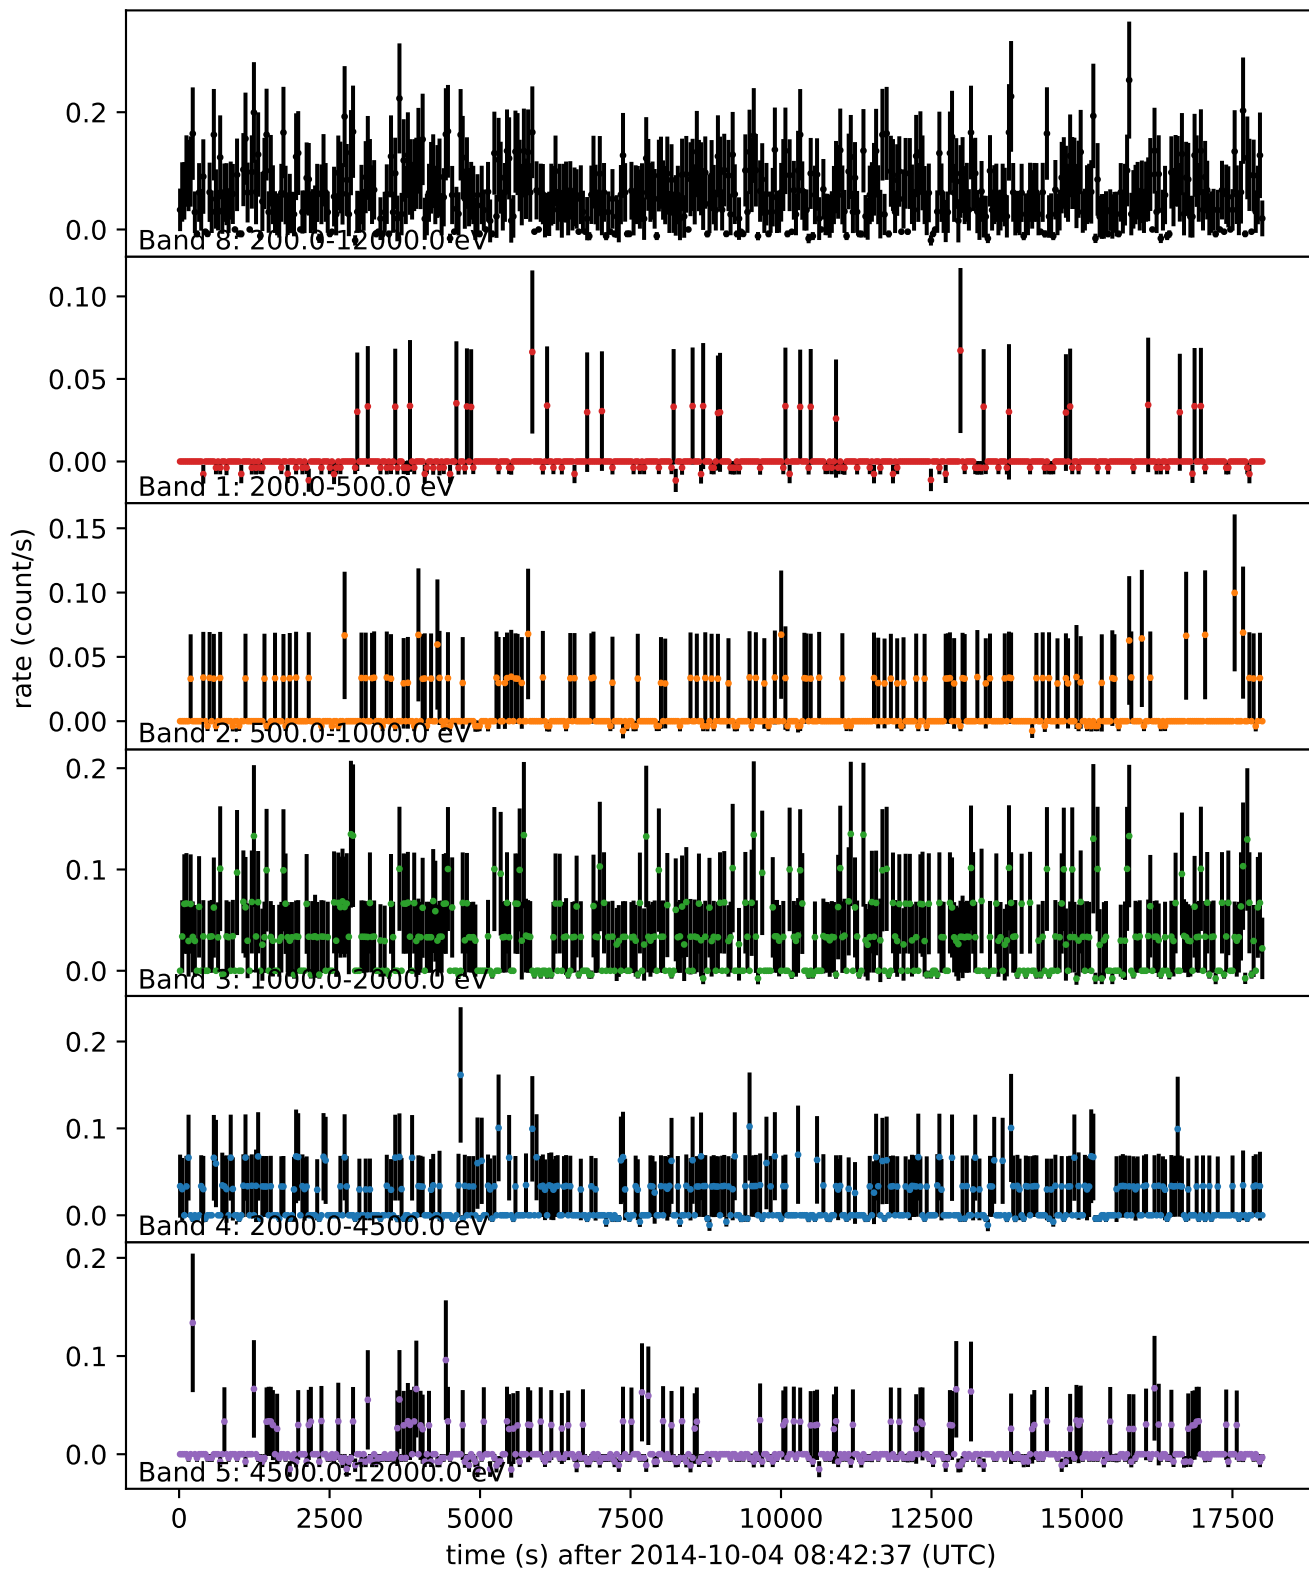 0.2
0.0
Band 8: 200.0-12000.0 eV
0.10
0.05
0.00
Band 1: 200.0-500.0 eV
0.15
0.10
0.05
0.00
Band 2: 500.0-1000.0 eV
rate (count/s)
0.2
0.1
0.0
Band 3: 1000.0-2000.0 eV
0.2
0.1
0.0
Band 4: 2000.0-4500.0 eV
0.2
0.1
0.0
Band 5: 4500.0-12000.0 eV
0 2500 5000 7500 10000 12500 15000 17500
time (s) after 2014-10-04 08:42:37 (UTC)